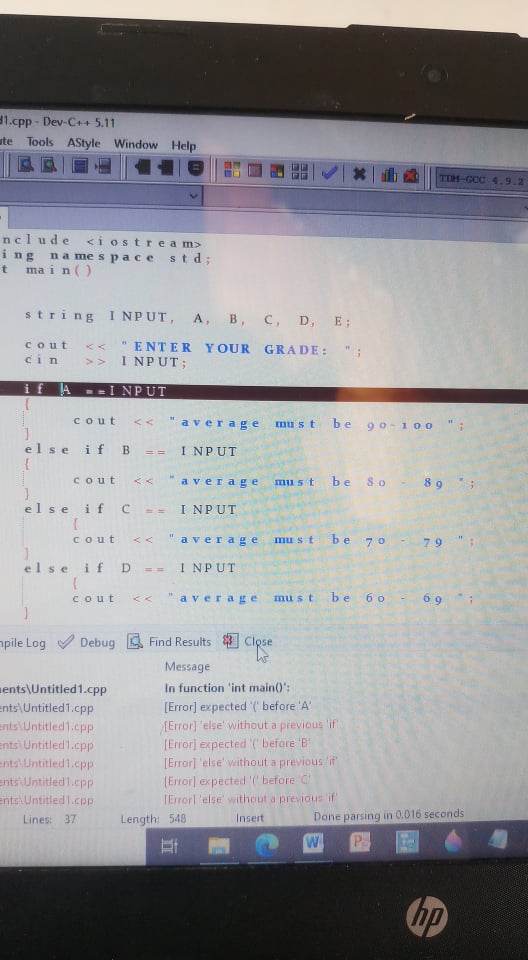 d1.cpp - Dev-C++ 5.11
ute Tools AStyle Window Help
TDM-GCC 4.9.2
nclude <iostream>
ing namespace std;
t main()
string INPUT, A, B, C, D, E;
cout << "ENTER YOUR GRADE: ";
cin >> INPUT;
if A ==INPUT
{
cout << "average must be 90-100 ";
}
else if B == INPUT
{
cout << "average must be 80 - 89 ";
}
else if C == INPUT
{
cout << "average must be 70 - 79 ";
}
else if D == INPUT
{
cout << "average must be 60 - 69 ";
}
mpile Log Debug Find Results Close
Message
ents\Untitled1.cpp In function 'int main()':
ents\Untitled1.cpp [Error] expected '(' before 'A'
ents\Untitled1.cpp [Error] 'else' without a previous 'if'
ents\Untitled1.cpp [Error] expected '(' before 'B'
ents\Untitled1.cpp [Error] 'else' without a previous 'if'
ents\Untitled1.cpp [Error] expected '(' before 'C'
ents\Untitled1.cpp [Error] 'else' without a previous 'if'
Lines: 37 Length: 548 Insert Done parsing in 0.016 seconds
W P
hp